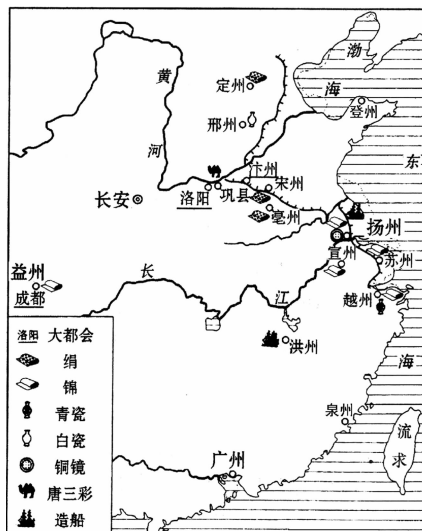 渤
黄
定州
海
登州
邢州
东
河
汴州
宋州
长安
洛阳
巩县
亳州
扬州
宣州
苏州
益州
长
成都
越州
江
海
洪州
洛阳 大都会
绢
锦
青瓷
白瓷
铜镜
唐三彩
造船
泉州
流
求
广州